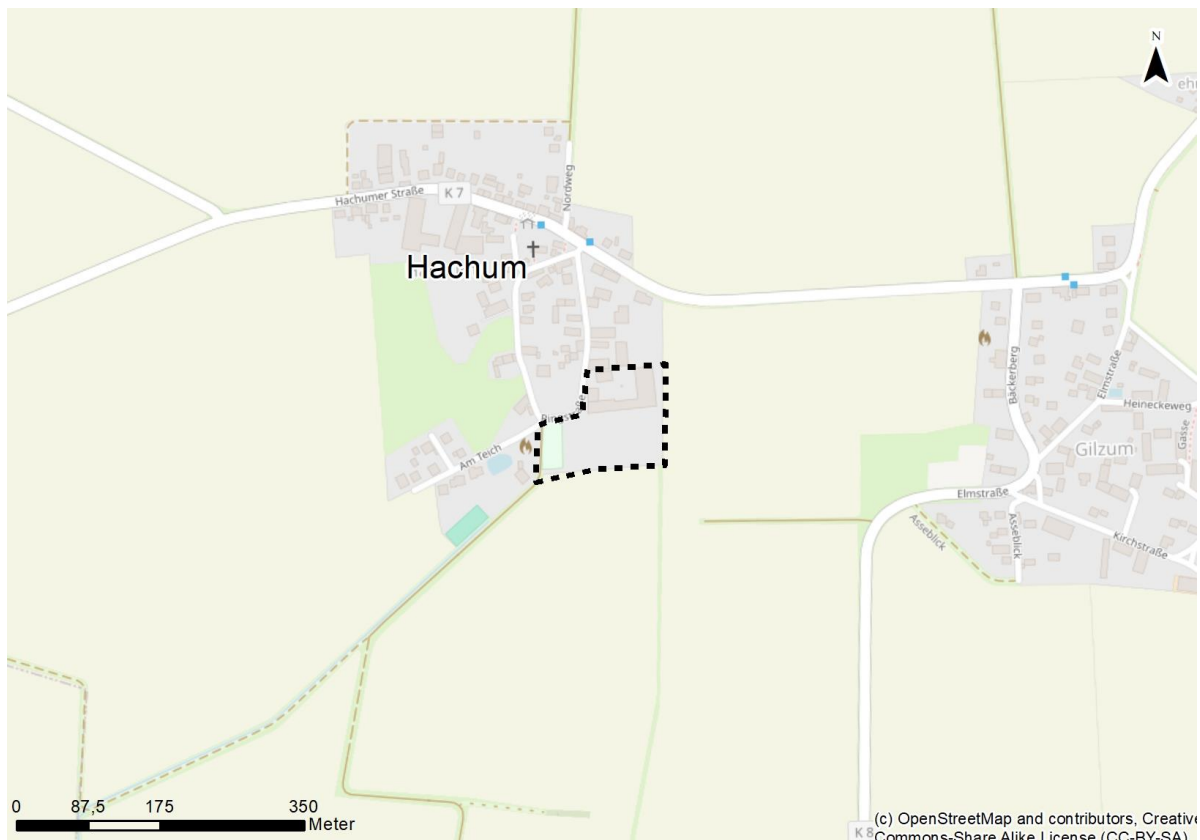 N
Hachumer Straße
K 7
Nordweg
Hachum
Am Teich
Backerberg
Elmstraße
Heineckeweg
Gasse
Gilzum
Elmstraße
Asseblick
Asseblick
Kirchstraße
0 87,5 175 350
Meter
K 8
(c) OpenStreetMap and contributors, Creative
Commons-Share Alike License (CC-BY-SA)